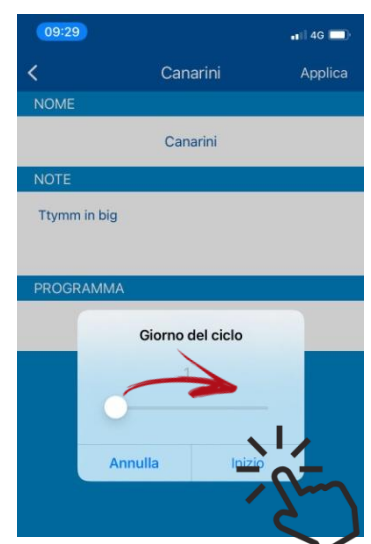 09:29
4G
Canarini
Applica
NOME
Canarini
NOTE
Ttymm in big
PROGRAMMA
Giorno del ciclo
1
Annulla
Inizio